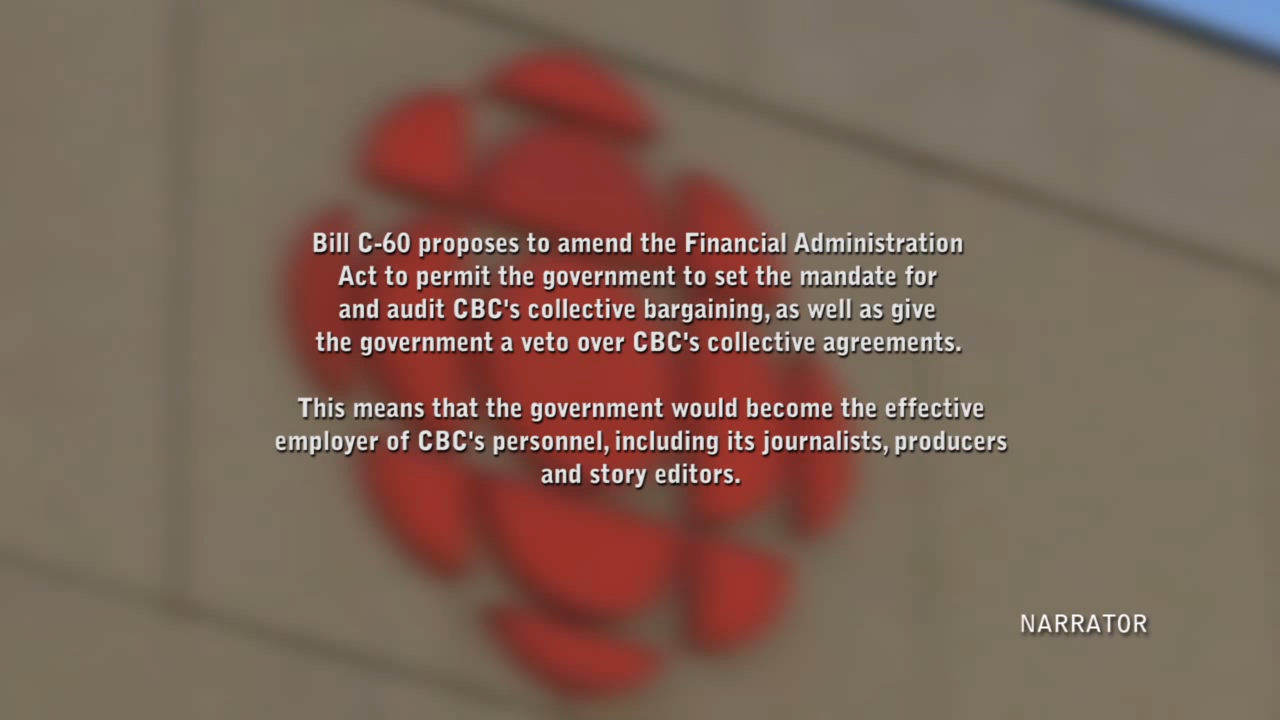 Bill C-60 proposes to amend the Financial Administration
Act to permit the government to set the mandate for
and audit CBC's collective bargaining, as well as give
the government a veto over CBC's collective agreements.
This means that the government would become the effective
employer of CBC's personnel, including its journalists, producers
and story editors.
NARRATOR